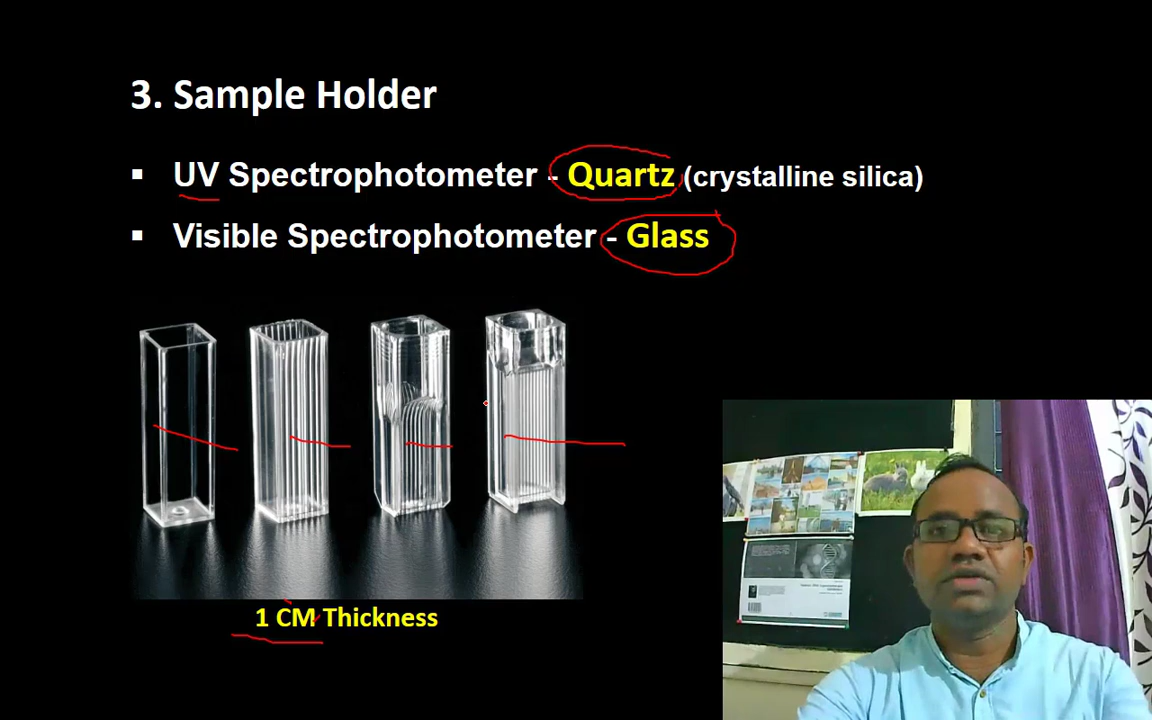 3. Sample Holder
▪ UV Spectrophotometer - Quartz (crystalline silica)
▪ Visible Spectrophotometer - Glass
1 CM Thickness